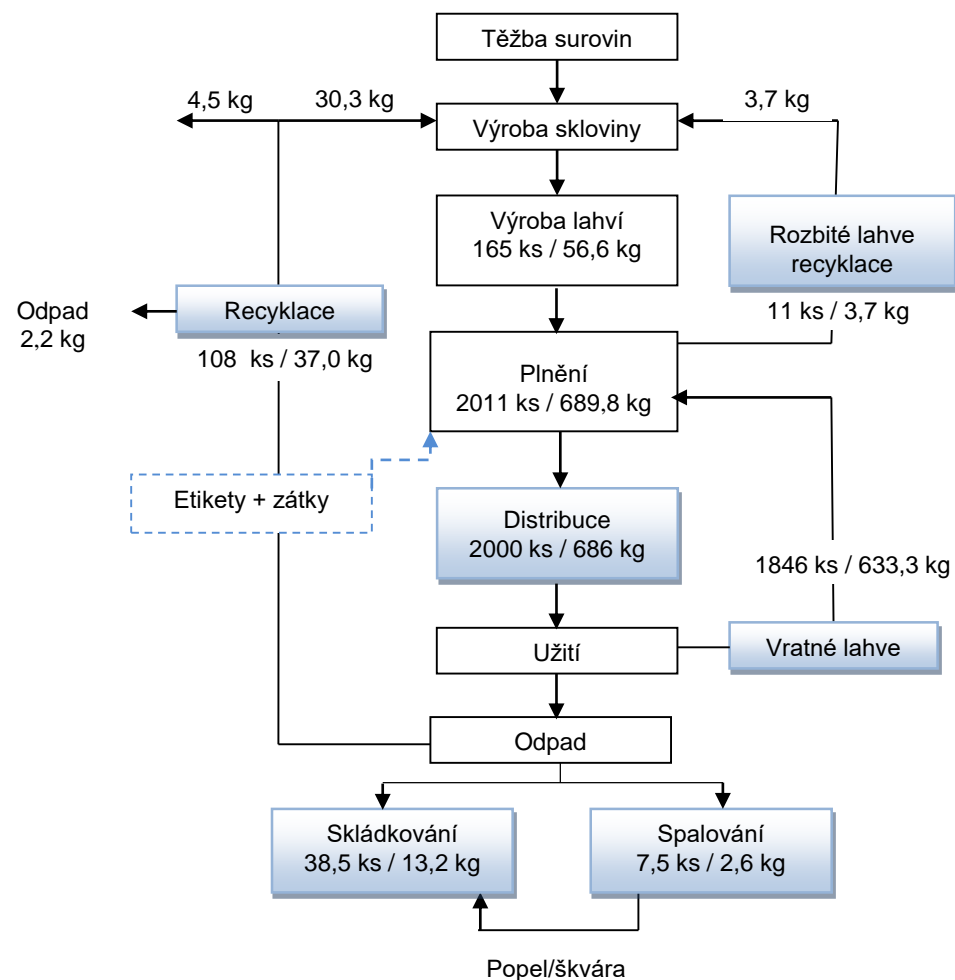 Těžba surovin
4,5 kg
30,3 kg
3,7 kg
Výroba skloviny
Výroba lahví
165 ks / 56,6 kg
Rozbité lahve
recyklace
11 ks / 3,7 kg
Odpad
2,2 kg
Recyklace
108 ks / 37,0 kg
Plnění
2011 ks / 689,8 kg
Etikety + zátky
Distribuce
2000 ks / 686 kg
1846 ks / 633,3 kg
Užití
Vratné lahve
Odpad
Skládkování
38,5 ks / 13,2 kg
Spalování
7,5 ks / 2,6 kg
Popel/škvára